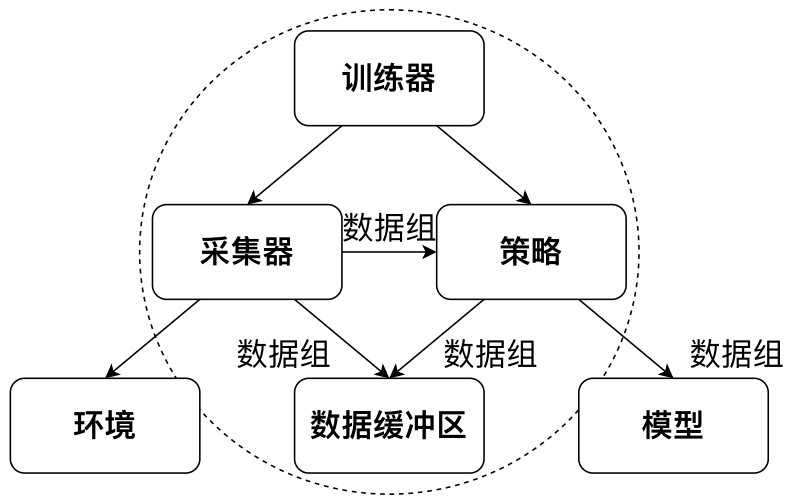 训练器
数据组
采集器
策略
数据组
数据组
数据组
环境
数据缓冲区
模型